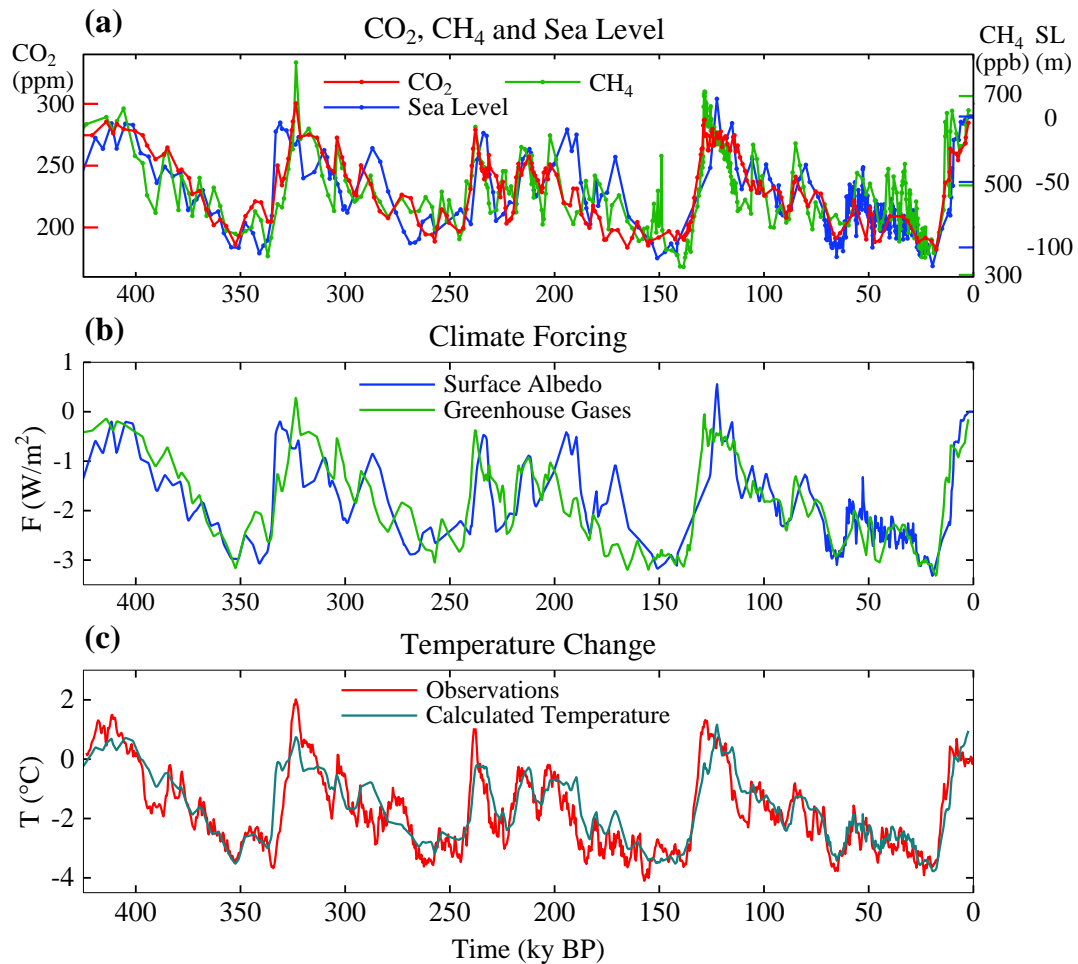 (a)
CO₂, CH₄ and Sea Level
CO₂
(ppm)
CH₄ SL
(ppb) (m)
CO₂
CH₄
Sea Level
300
250
200
700
500
300
0
-50
-100
400 350 300 250 200 150 100 50 0
(b)
Climate Forcing
Surface Albedo
Greenhouse Gases
F (W/m²)
1
0
-1
-2
-3
400 350 300 250 200 150 100 50 0
(c)
Temperature Change
Observations
Calculated Temperature
T (°C)
2
0
-2
-4
400 350 300 250 200 150 100 50 0
Time (ky BP)